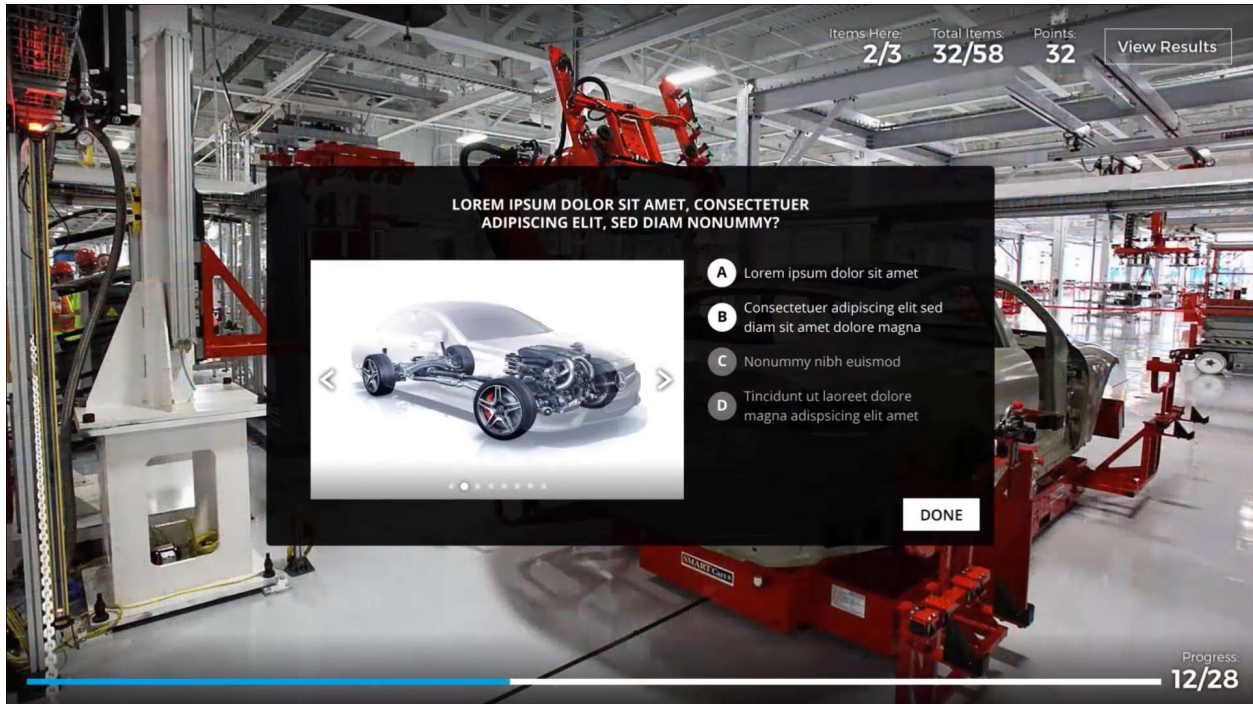 Items Here:
2/3
Total Items:
32/58
Points:
32
View Results
LOREM IPSUM DOLOR SIT AMET, CONSECTETUER
ADIPISCING ELIT, SED DIAM NONUMMY?
A Lorem ipsum dolor sit amet
B Consectetuer adipiscing elit sed
diam sit amet dolore magna
C Nonummy nibh euismod
D Tincidunt ut laoreet dolore
magna adispsicing elit amet
DONE
SMART Cart
Progress:
12/28